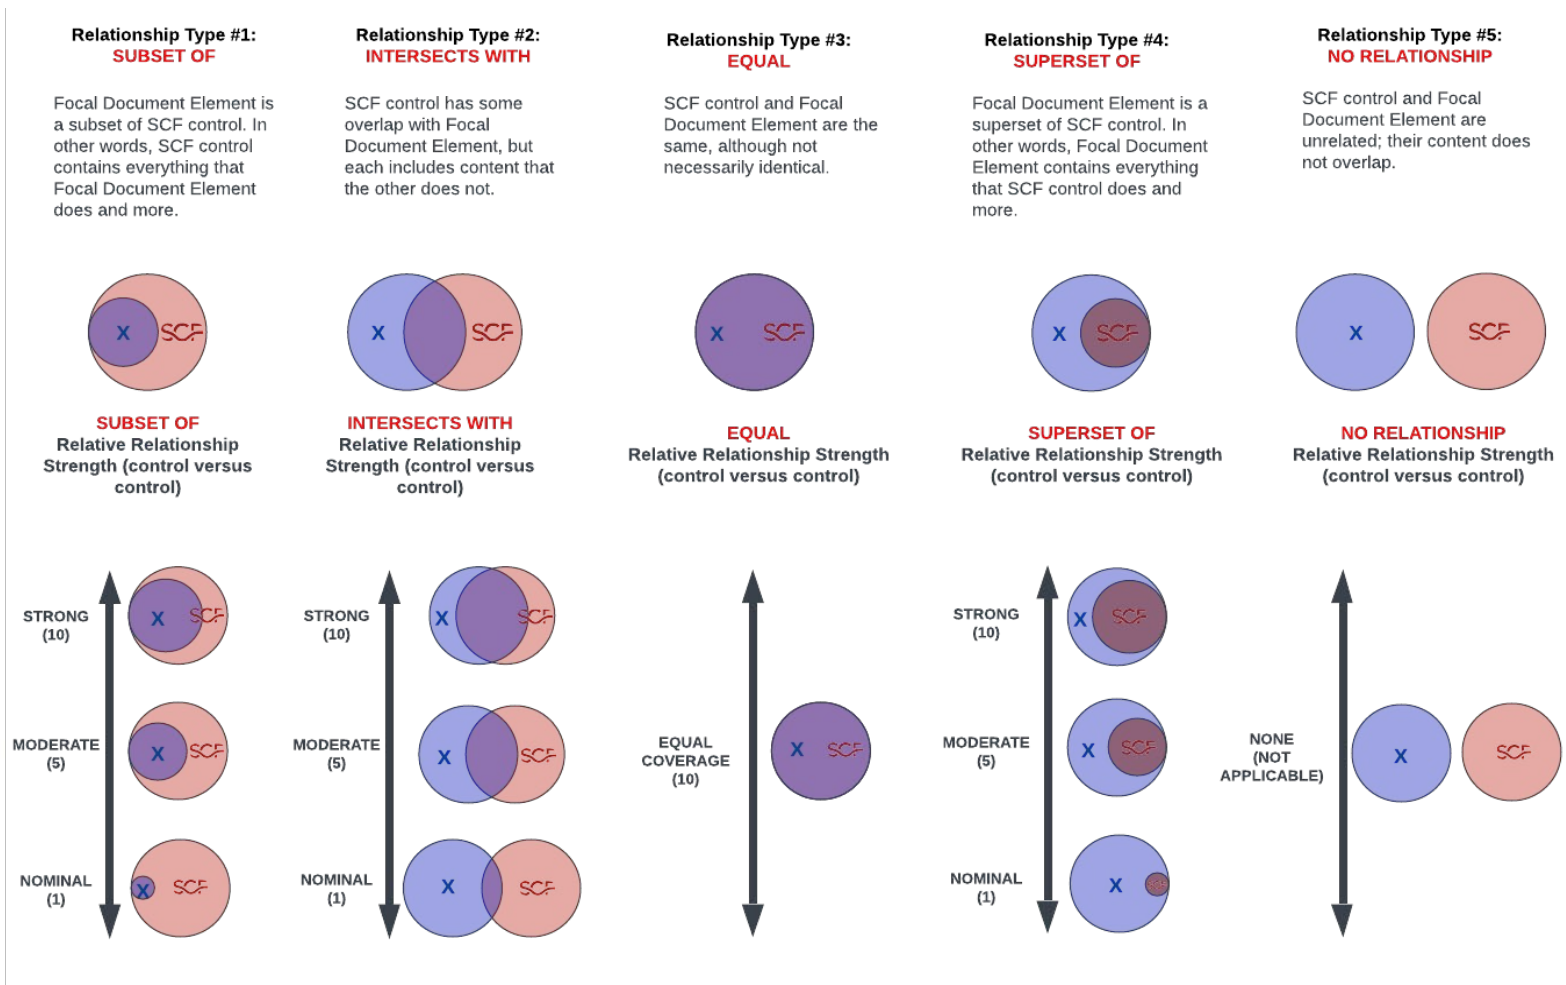 Relationship Type #1:
SUBSET OF
Focal Document Element is
a subset of SCF control. In
other words, SCF control
contains everything that
Focal Document Element
does and more.
X
SCF
SUBSET OF
Relative Relationship
Strength (control versus
control)
STRONG
(10)
X
SCF
MODERATE
(5)
X
SCF
NOMINAL
(1)
X
SCF
Relationship Type #2:
INTERSECTS WITH
SCF control has some
overlap with Focal
Document Element, but
each includes content that
the other does not.
X
SCF
INTERSECTS WITH
Relative Relationship
Strength (control versus
control)
STRONG
(10)
X
SCF
MODERATE
(5)
X
SCF
NOMINAL
(1)
X
SCF
Relationship Type #3:
EQUAL
SCF control and Focal
Document Element are the
same, although not
necessarily identical.
X
SCF
EQUAL
Relative Relationship Strength
(control versus control)
EQUAL
COVERAGE
(10)
X
SCF
Relationship Type #4:
SUPERSET OF
Focal Document Element is a
superset of SCF control. In
other words, Focal Document
Element contains everything
that SCF control does and
more.
X
SCF
SUPERSET OF
Relative Relationship Strength
(control versus control)
STRONG
(10)
X
SCF
MODERATE
(5)
X
SCF
NOMINAL
(1)
X
SCF
Relationship Type #5:
NO RELATIONSHIP
SCF control and Focal
Document Element are
unrelated; their content does
not overlap.
X
SCF
NO RELATIONSHIP
Relative Relationship Strength
(control versus control)
NONE
(NOT
APPLICABLE)
X
SCF